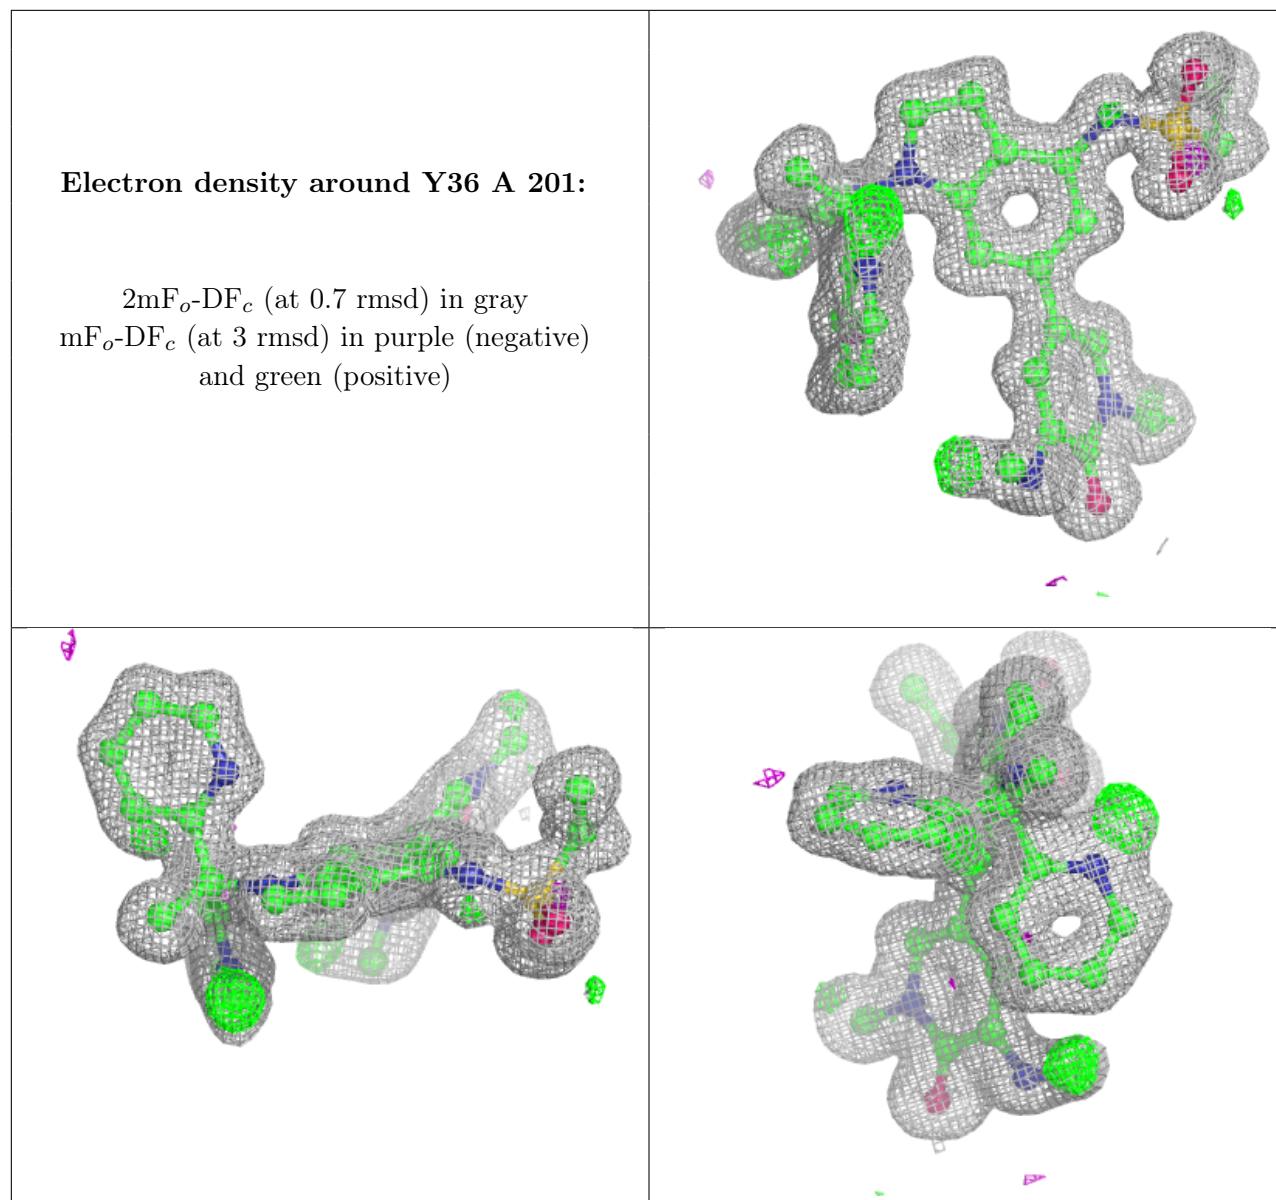 Electron density around Y36 A 201:
2mFo-DFc (at 0.7 rmsd) in gray
mFo-DFc (at 3 rmsd) in purple (negative)
and green (positive)